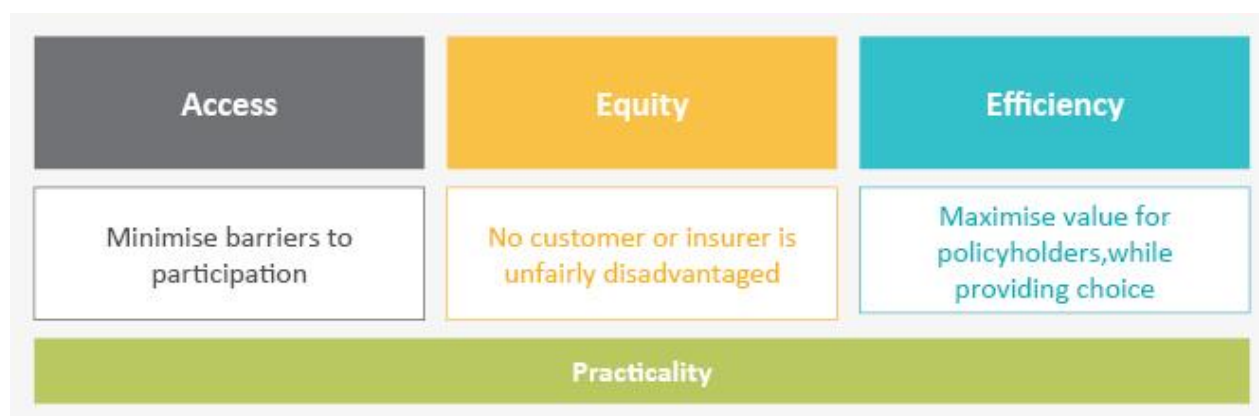 Access
Equity
Efficiency
Minimise barriers to
participation
No customer or insurer is
unfairly disadvantaged
Maximise value for
policyholders,while
providing choice
Practicality